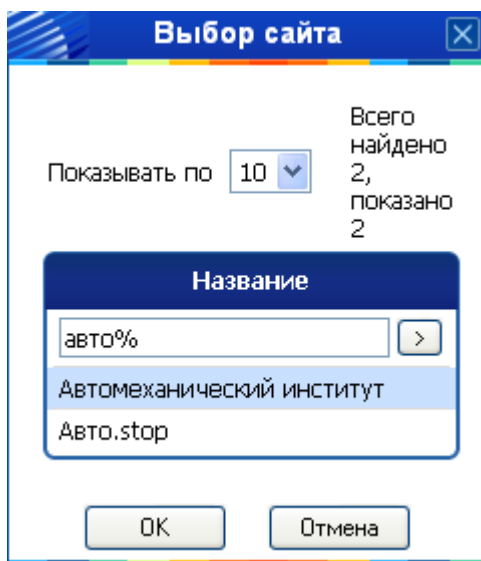 Выбор сайта
Показывать по 10
Всего
найдено
2,
показано
2
Название
авто%
>
Автомеханический институт
Авто.stop
OK
Отмена